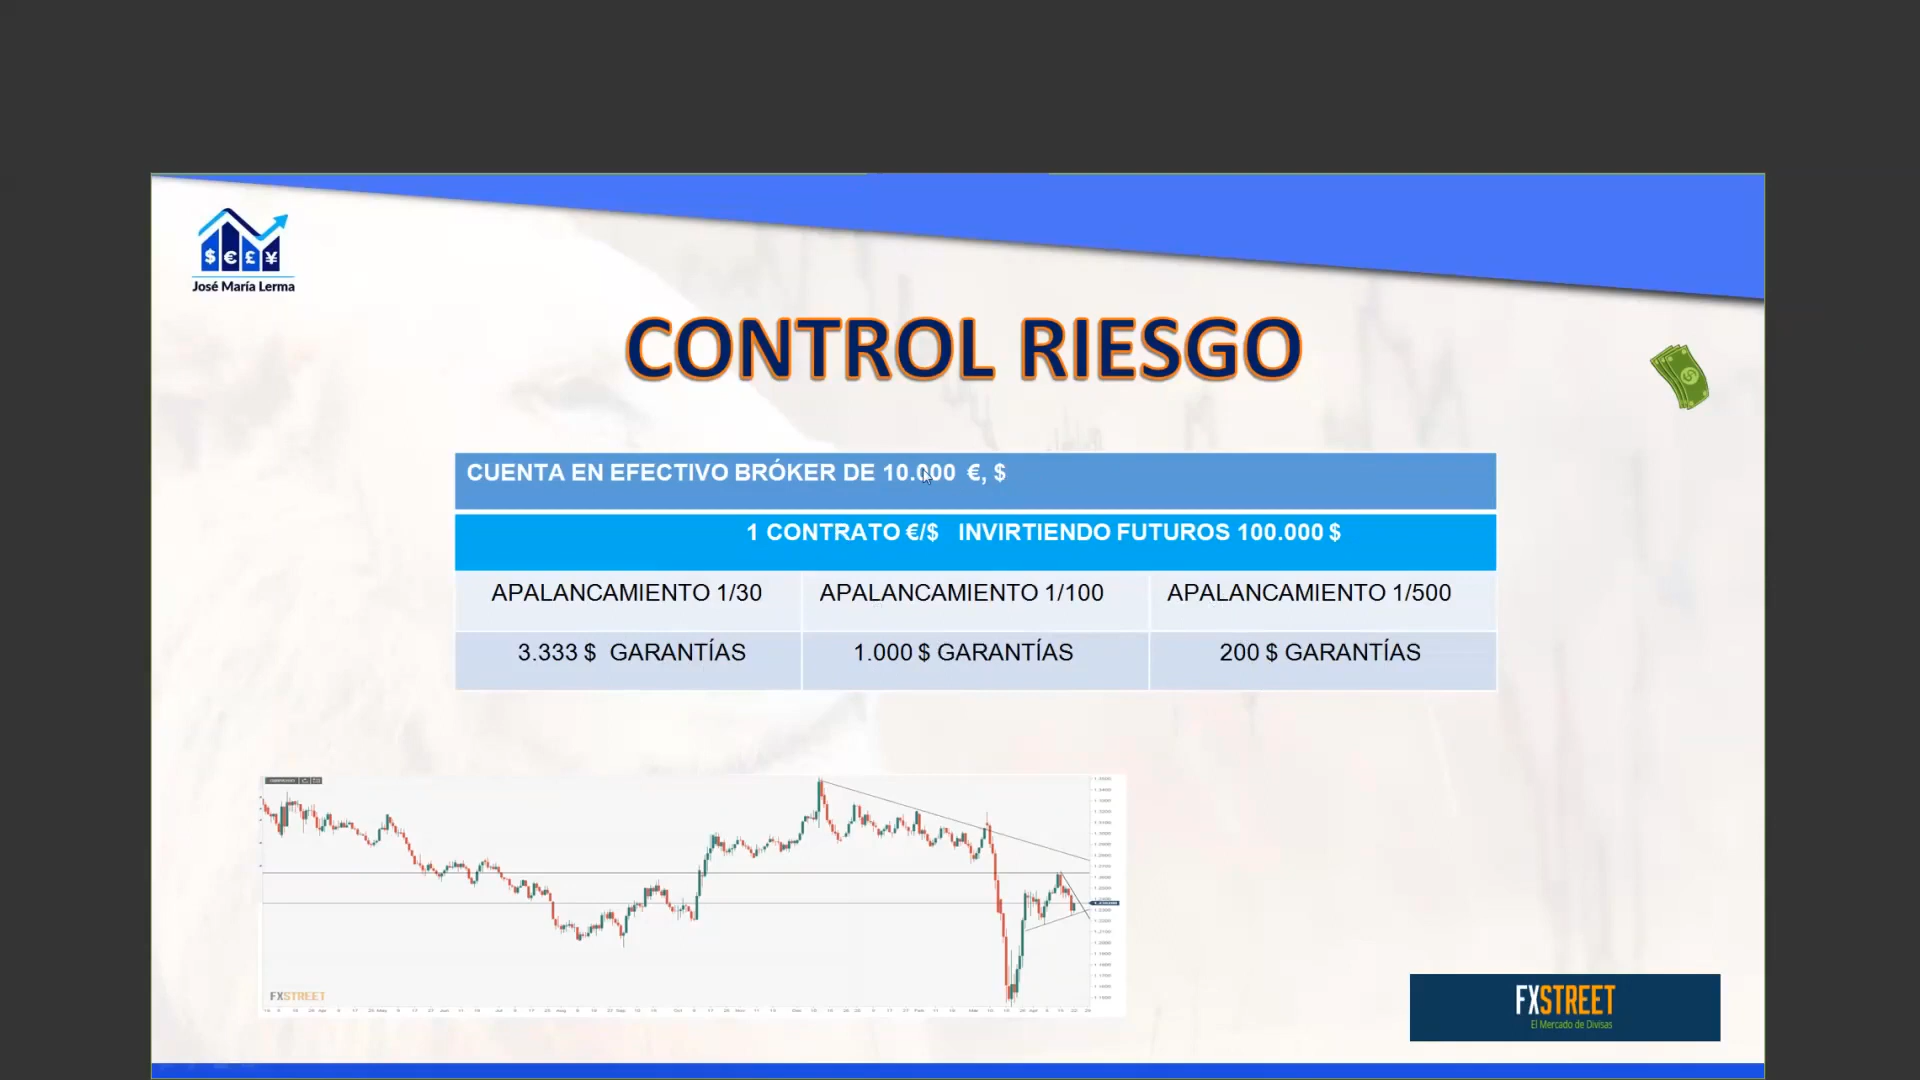 $ € £ ¥
José María Lerma
CONTROL RIESGO
CUENTA EN EFECTIVO BRÓKER DE 10.000 €, $
1 CONTRATO €/$ INVIRTIENDO FUTUROS 100.000 $
APALANCAMIENTO 1/30 APALANCAMIENTO 1/100 APALANCAMIENTO 1/500
3.333 $ GARANTÍAS 1.000 $ GARANTÍAS 200 $ GARANTÍAS
FXSTREET
FXSTREET
El Mercado de Divisas